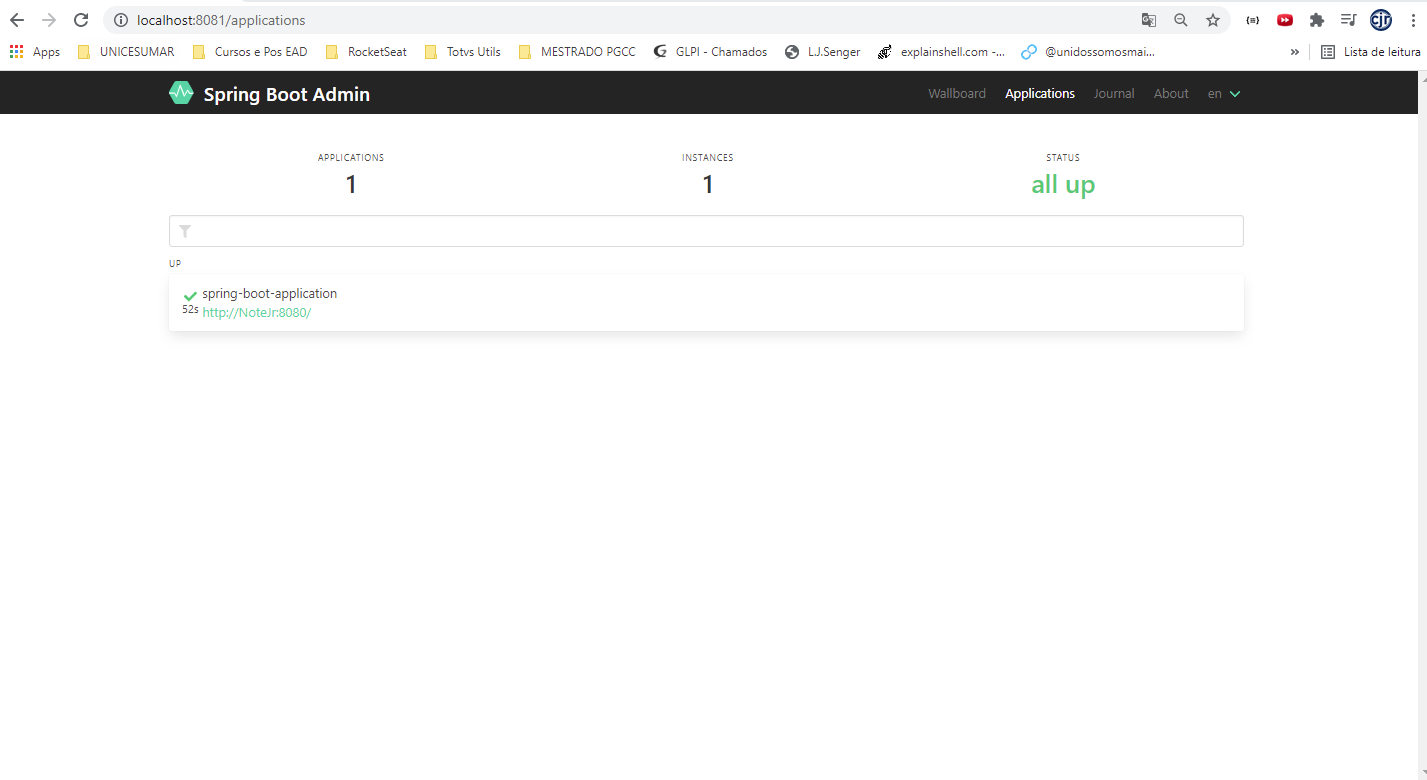 localhost:8081/applications
Apps UNICESUMAR Cursos e Pos EAD RocketSeat Totvs Utils MESTRADO PGCC GLPI - Chamados L.J.Senger explainshell.com -... @unidossomosmai... » Lista de leitura
Spring Boot Admin Wallboard Applications Journal About en
APPLICATIONS INSTANCES STATUS
1 1 all up
UP
spring-boot-application
52s http://NoteJr:8080/